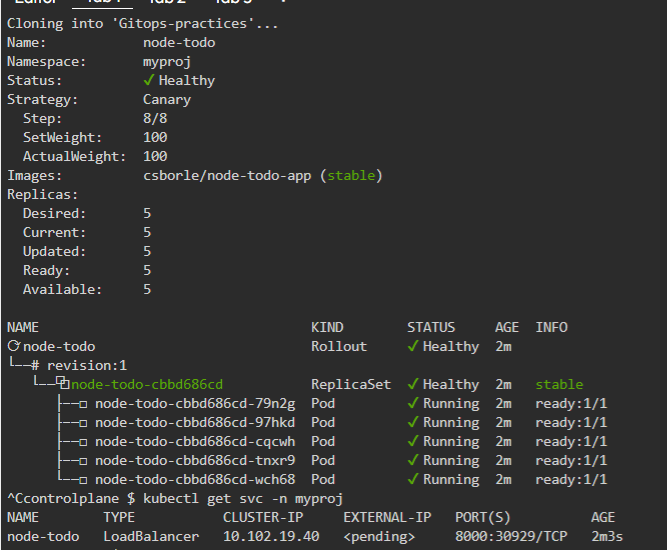 Cloning into 'Gitops-practices'...
Name:            node-todo
Namespace:       myproj
Status:          ✓ Healthy
Strategy:        Canary
  Step:          8/8
  SetWeight:     100
  ActualWeight:  100
Images:          csborle/node-todo-app (stable)
Replicas:
  Desired:       5
  Current:       5
  Updated:       5
  Ready:         5
  Available:     5

NAME                                  KIND        STATUS     AGE  INFO
⟳ node-todo                           Rollout     ✓ Healthy  2m
└──# revision:1
   └──⧉ node-todo-cbbd686cd           ReplicaSet  ✓ Healthy  2m   stable
      ├──□ node-todo-cbbd686cd-79n2g  Pod         ✓ Running  2m   ready:1/1
      ├──□ node-todo-cbbd686cd-97hkd  Pod         ✓ Running  2m   ready:1/1
      ├──□ node-todo-cbbd686cd-cqcwh  Pod         ✓ Running  2m   ready:1/1
      ├──□ node-todo-cbbd686cd-tnxr9  Pod         ✓ Running  2m   ready:1/1
      └──□ node-todo-cbbd686cd-wch68  Pod         ✓ Running  2m   ready:1/1
^Ccontrolplane $ kubectl get svc -n myproj
NAME        TYPE           CLUSTER-IP     EXTERNAL-IP   PORT(S)          AGE
node-todo   LoadBalancer   10.102.19.40   <pending>     8000:30929/TCP   2m3s